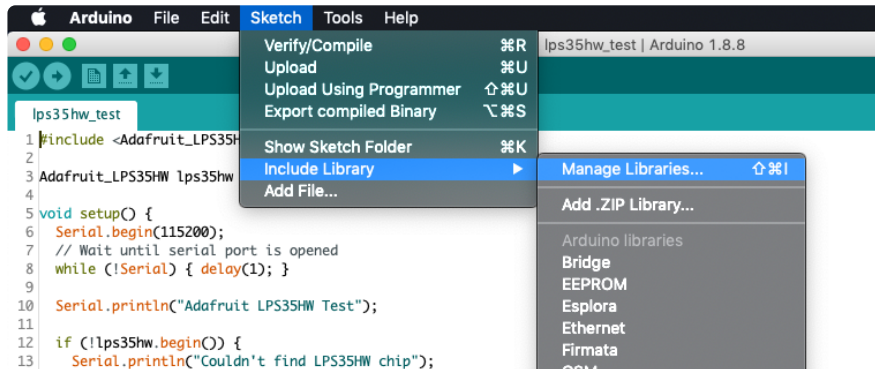 Arduino File Edit Sketch Tools Help
lps35hw_test | Arduino 1.8.8
Verify/Compile ⌘R
Upload ⌘U
Upload Using Programmer ⇧⌘U
Export compiled Binary ⌥⌘S
Show Sketch Folder ⌘K
Include Library ▶
Add File...
Manage Libraries... ⇧⌘I
Add .ZIP Library...
Arduino libraries
Bridge
EEPROM
Esplora
Ethernet
Firmata
lps35hw_test
1 #include <Adafruit_LPS35H
2
3 Adafruit_LPS35HW lps35hw
4
5 void setup() {
6 Serial.begin(115200);
7 // Wait until serial port is opened
8 while (!Serial) { delay(1); }
9
10 Serial.println("Adafruit LPS35HW Test");
11
12 if (!lps35hw.begin()) {
13 Serial.println("Couldn't find LPS35HW chip");